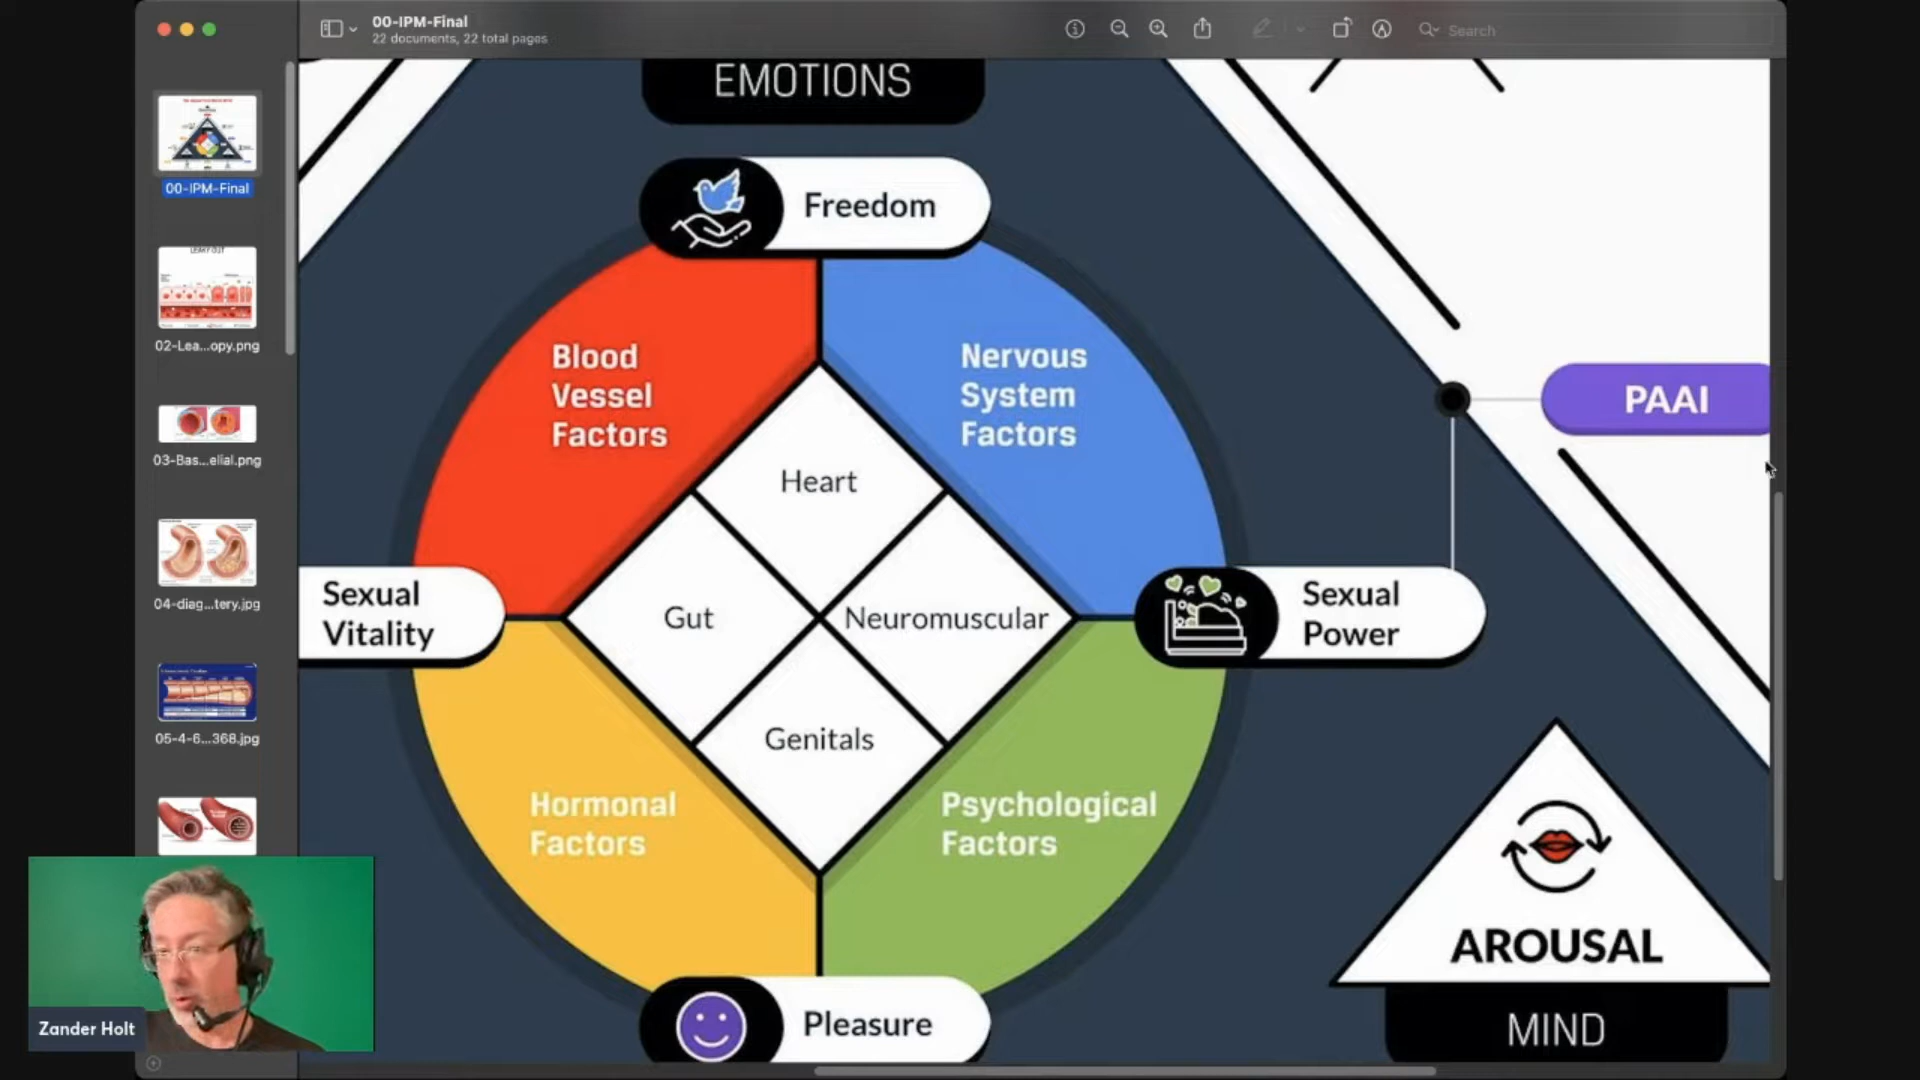 00-IPM-Final
22 documents, 22 total pages
Search
00-IPM-Final
LEAKY GUT
02-Lea...opy.png
03-Bas...elial.png
04-diag...tery.jpg
05-4-6...368.jpg
EMOTIONS
Freedom
Blood
Vessel
Factors
Nervous
System
Factors
PAAI
Heart
Gut
Neuromuscular
Genitals
Sexual
Vitality
Sexual
Power
Hormonal
Factors
Psychological
Factors
Pleasure
AROUSAL
MIND
Zander Holt